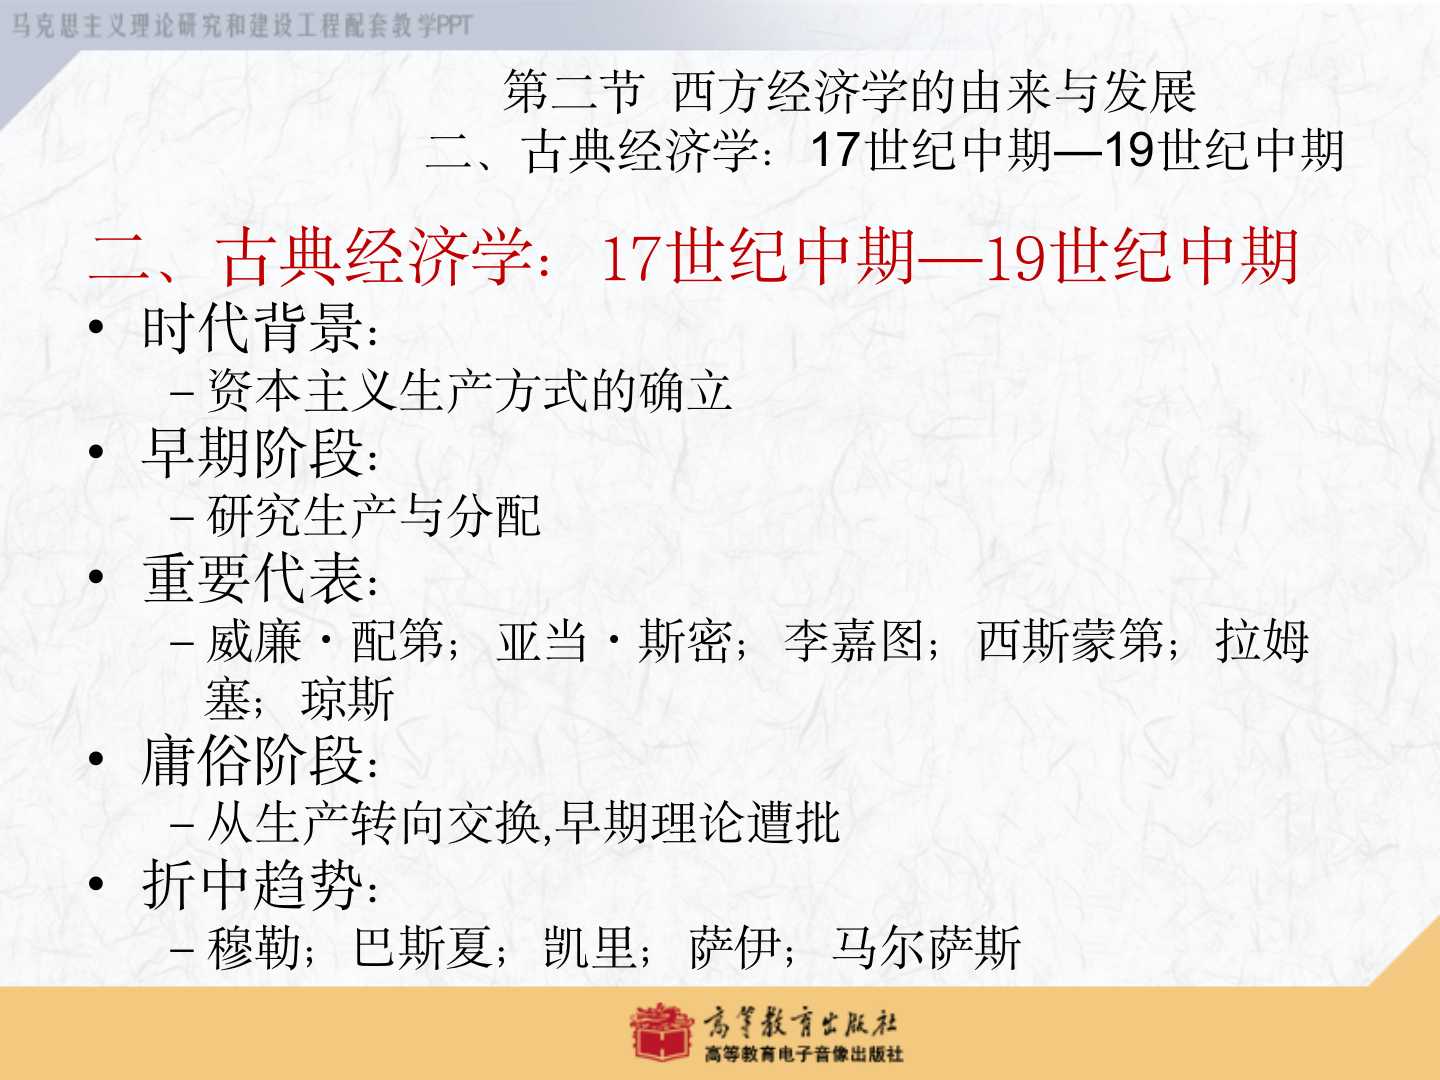 马克思主义理论研究和建设工程配套教学PPT
第二节 西方经济学的由来与发展
二、古典经济学：17世纪中期—19世纪中期
二、古典经济学：17世纪中期—19世纪中期
• 时代背景：
– 资本主义生产方式的确立
• 早期阶段：
– 研究生产与分配
• 重要代表：
– 威廉·配第；亚当·斯密；李嘉图；西斯蒙第；拉姆
塞；琼斯
• 庸俗阶段：
– 从生产转向交换,早期理论遭批
• 折中趋势：
– 穆勒；巴斯夏；凯里；萨伊；马尔萨斯
高等教育出版社
高等教育电子音像出版社